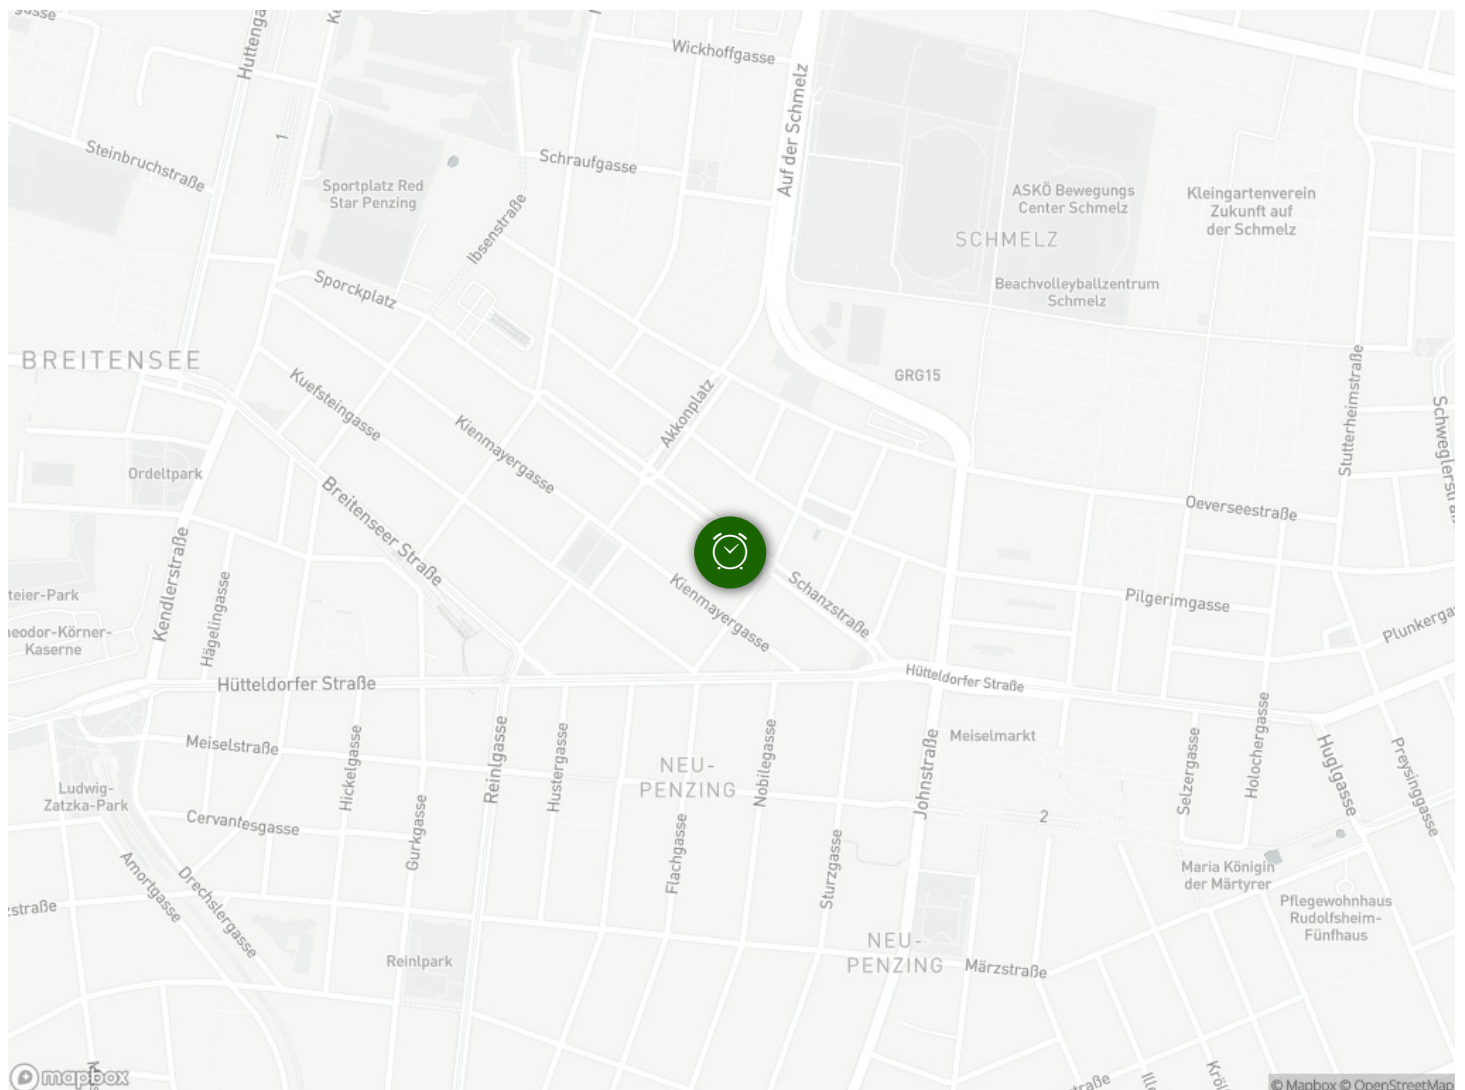 Wickhoffgasse
Auf der Schmelz
Steinbruchstraße
1
Schraufgasse
Sportplatz Red
Star Penzing
Ibsenstraße
ASKÖ Bewegungs
Center Schmelz
Kleingartenverein
Zukunft auf
der Schmelz
SCHMELZ
Sporckplatz
Beachvolleyballzentrum
Schmelz
BREITENSEE
GRG15
Kuefsteingasse
Akkonplatz
Stutterheimstraße
Kienmayergasse
Ordeltpark
Breitenseer Straße
Oeverseestraße
Kendlerstraße
Hägelingasse
Kienmayergasse
Schanzstraße
Pilgerimgasse
teier-Park
Kaserne
Hütteldorfer Straße
Hütteldorfer Straße
Meiselstraße
Hickelgasse
Reinlgasse
Hustergasse
NEU-
PENZING
Nobilegasse
Johnstraße
Meiselmarkt
Selzergasse
Holochergasse
Huglgasse
Preysinggasse
Ludwig-
Zatzka-Park
Cervantesgasse
Gurkgasse
Flachgasse
Sturzgasse
2
Amortgasse
Drechslergasse
Maria Königin
der Märtyrer
Pflegewohnhaus
Rudolfsheim-
Fünfhaus
Reinlpark
NEU-
PENZING
Märzstraße
mapbox
© Mapbox © OpenStreetMap